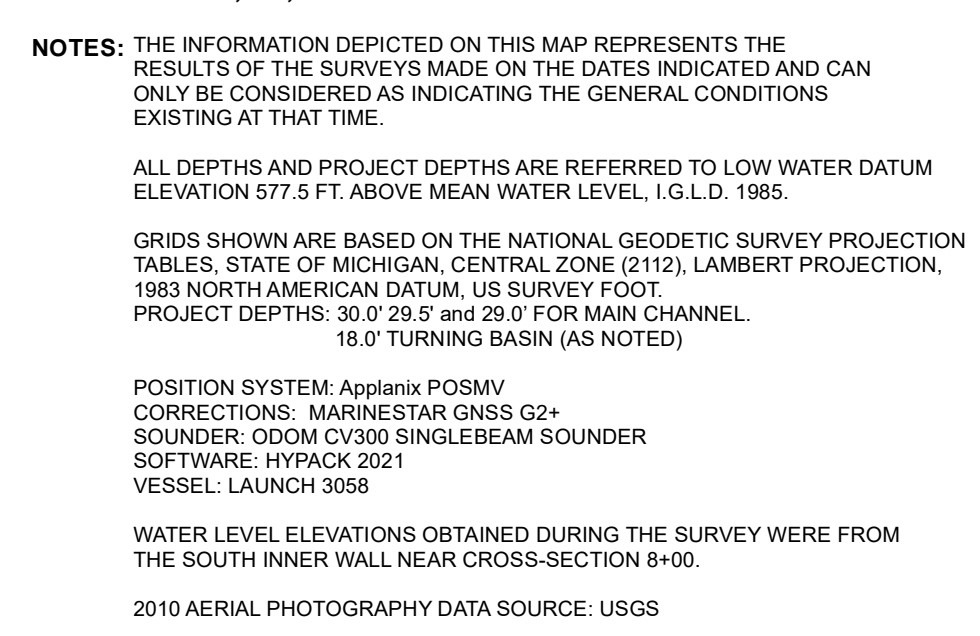 NOTES: THE INFORMATION DEPICTED ON THIS MAP REPRESENTS THE
RESULTS OF THE SURVEYS MADE ON THE DATES INDICATED AND CAN
ONLY BE CONSIDERED AS INDICATING THE GENERAL CONDITIONS
EXISTING AT THAT TIME.
ALL DEPTHS AND PROJECT DEPTHS ARE REFERRED TO LOW WATER DATUM
ELEVATION 577.5 FT. ABOVE MEAN WATER LEVEL, I.G.L.D. 1985.
GRIDS SHOWN ARE BASED ON THE NATIONAL GEODETIC SURVEY PROJECTION
TABLES, STATE OF MICHIGAN, CENTRAL ZONE (2112), LAMBERT PROJECTION,
1983 NORTH AMERICAN DATUM, US SURVEY FOOT.
PROJECT DEPTHS: 30.0' 29.5' and 29.0’ FOR MAIN CHANNEL.
18.0' TURNING BASIN (AS NOTED)
POSITION SYSTEM: Applanix POSMV
CORRECTIONS: MARINESTAR GNSS G2+
SOUNDER: ODOM CV300 SINGLEBEAM SOUNDER
SOFTWARE: HYPACK 2021
VESSEL: LAUNCH 3058
WATER LEVEL ELEVATIONS OBTAINED DURING THE SURVEY WERE FROM
THE SOUTH INNER WALL NEAR CROSS-SECTION 8+00.
2010 AERIAL PHOTOGRAPHY DATA SOURCE: USGS